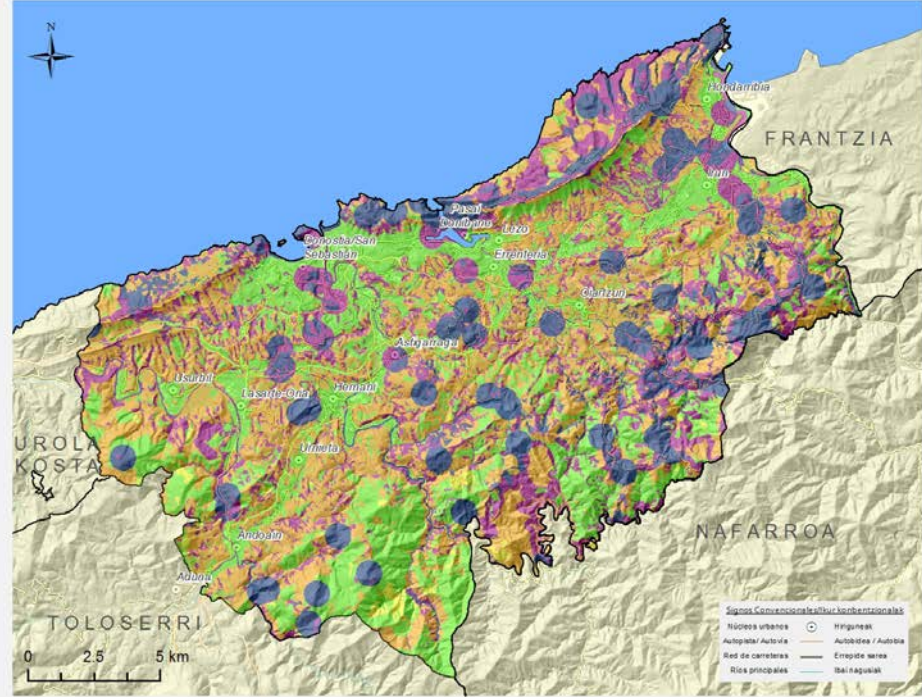 N
Hondarribia
FRANTZIA
Irun
Pasai
Donibane
Lezo
Donostia/San
Sebastián
Errenteria
Oiartzun
Astigarraga
Usurbil
Hernani
Lasarte-Oria
UROLA
KOSTA
Urnieta
NAFARROA
Andoain
Aduna
TOLOSERRI
0 2.5 5 km
Signos Convencionales/Ikur konbentzionalak
Núcleos urbanos Hiriguneak
Autopista/ Autovía Autobidea / Autobia
Red de carreteras Errepide sarea
Ríos principales Ibai nagusiak